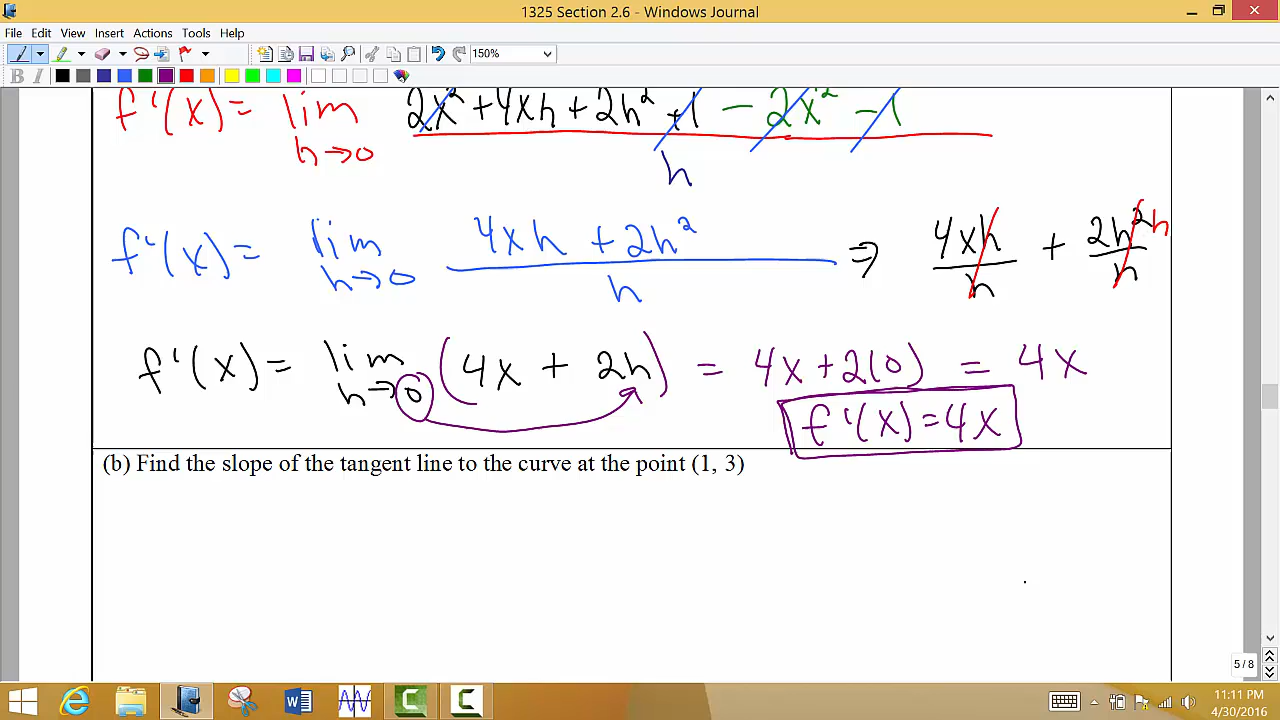 1325 Section 2.6 - Windows Journal
File Edit View Insert Actions Tools Help
150%
B I
f'(x) = lim h→0 (2x² + 4xh + 2h² + 1 - 2x² - 1) / h
f'(x) = lim h→0 (4xh + 2h²) / h ⇒ 4xh/h + 2h² h/h
f'(x) = lim h→0 (4x + 2h) = 4x + 2(0) = 4x
f'(x) = 4x
(b) Find the slope of the tangent line to the curve at the point (1, 3)
5 / 8
11:11 PM
4/30/2016